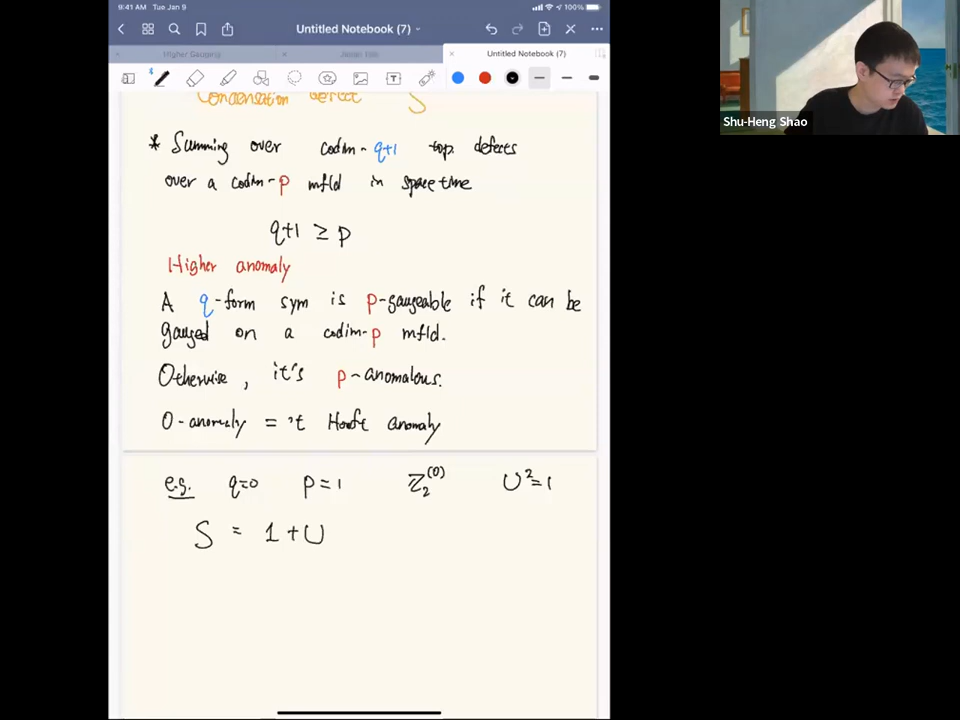 9:41 AM Tue Jan 9
100%
Untitled Notebook (7)
Higher Gauging
Untitled Notebook (7)
Condensation defect S
* Summing over codim-q+1 top. defects
over a codim-p mfld in spacetime
q+1 ≥ p
Higher anomaly
A q-form sym is p-gaugeable if it can be
gauged on a codim-p mfld.
Otherwise, it's p-anomalous.
0-anomaly = 't Hooft anomaly
e.g. q=0 p=1 ℤ₂⁽⁰⁾ U²=1
S = 1+U
Shu-Heng Shao